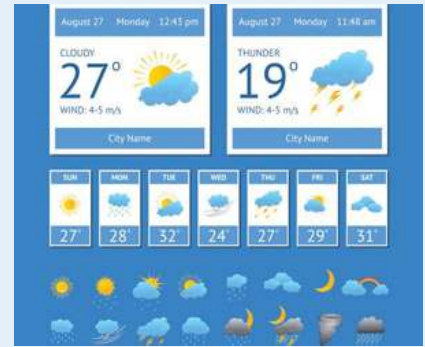 August 27 Monday 12:43 pm
CLOUDY
27°
WIND: 4-5 m/s
City Name
August 27 Monday 11:48 am
THUNDER
19°
WIND: 4-5 m/s
City Name
SUN MON TUE WED THU FRI SAT
27° 28° 32° 24° 27° 29° 31°